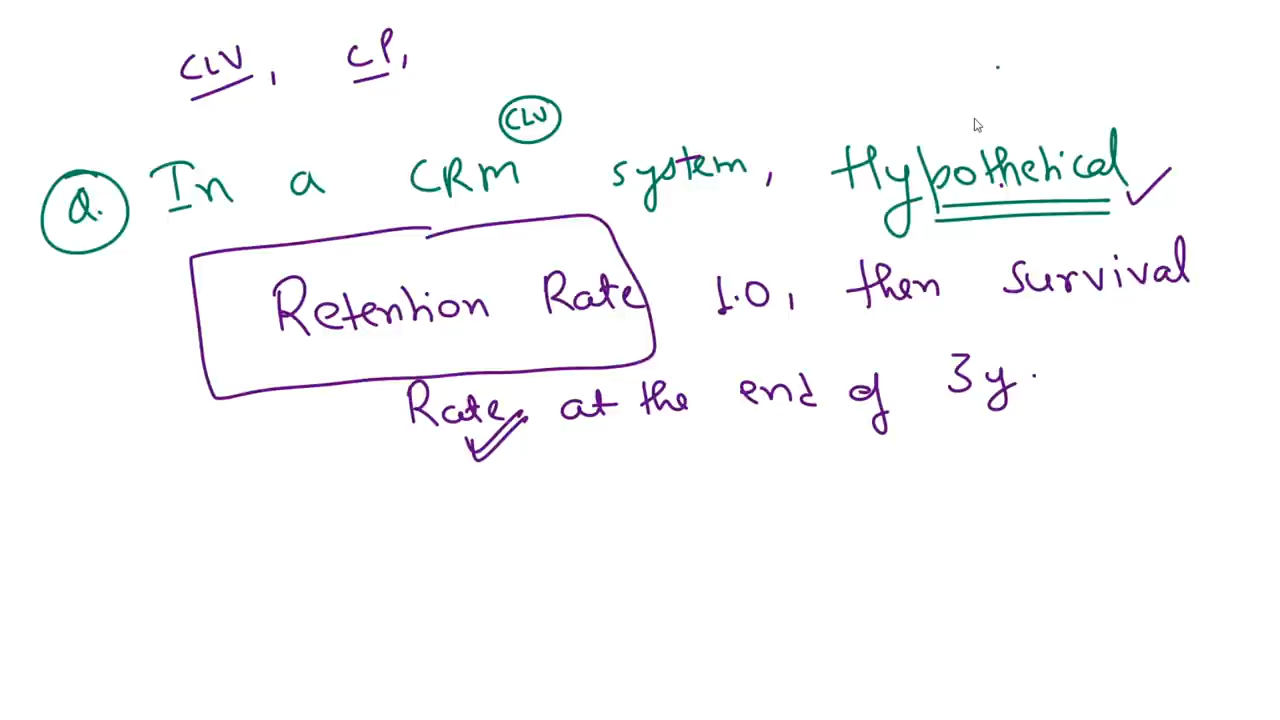 CLV, CP,
CLV
Q. In a CRM system, Hypothetical
Retention Rate 1.0, then survival
Rate at the end of 3y.